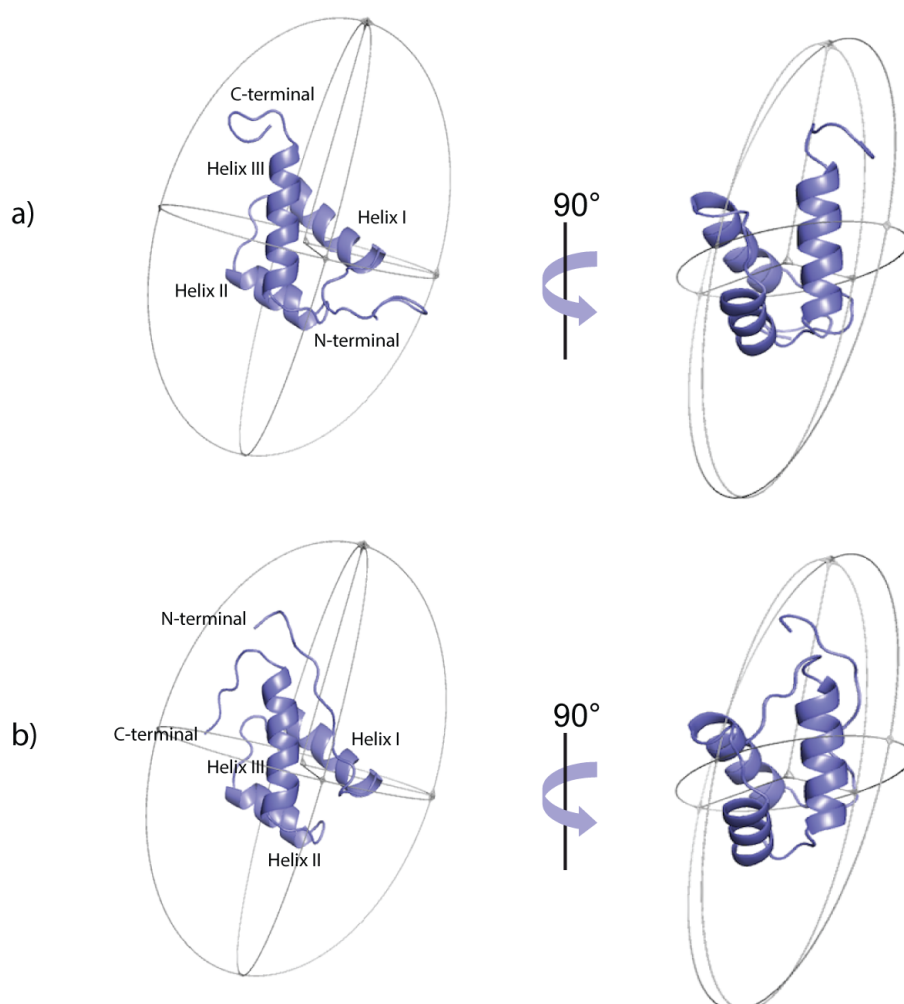 a)
C-terminal
Helix III
Helix I
Helix II
N-terminal
90°
b)
N-terminal
C-terminal
Helix I
Helix III
Helix II
90°